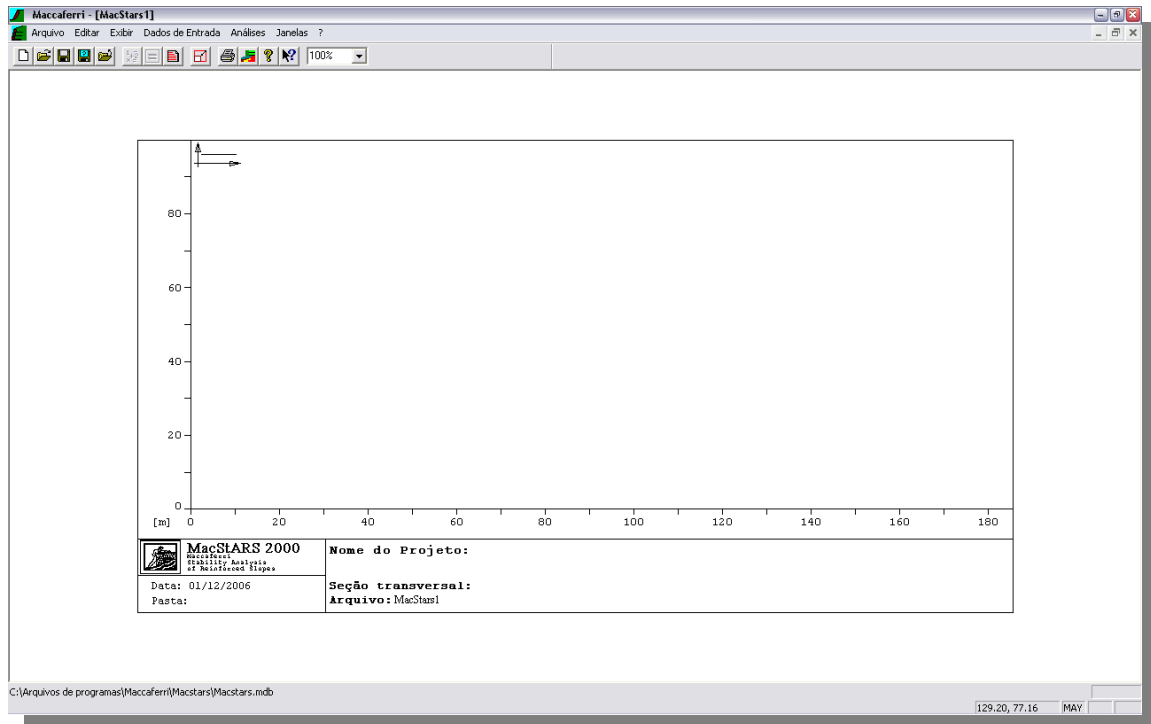 Maccaferri - [MacStars1]
Arquivo Editar Exibir Dados de Entrada Análises Janelas ?
100%
80
60
40
20
0
[m] 0 20 40 60 80 100 120 140 160 180
MacStARS 2000
Maccaferri
Stability Analysis
of Reinforced Slopes
Nome do Projeto:
Data: 01/12/2006
Pasta:
Seção transversal:
Arquivo: MacStars1
C:\Arquivos de programas\Maccaferri\Macstars\Macstars.mdb
129.20, 77.16 MAY